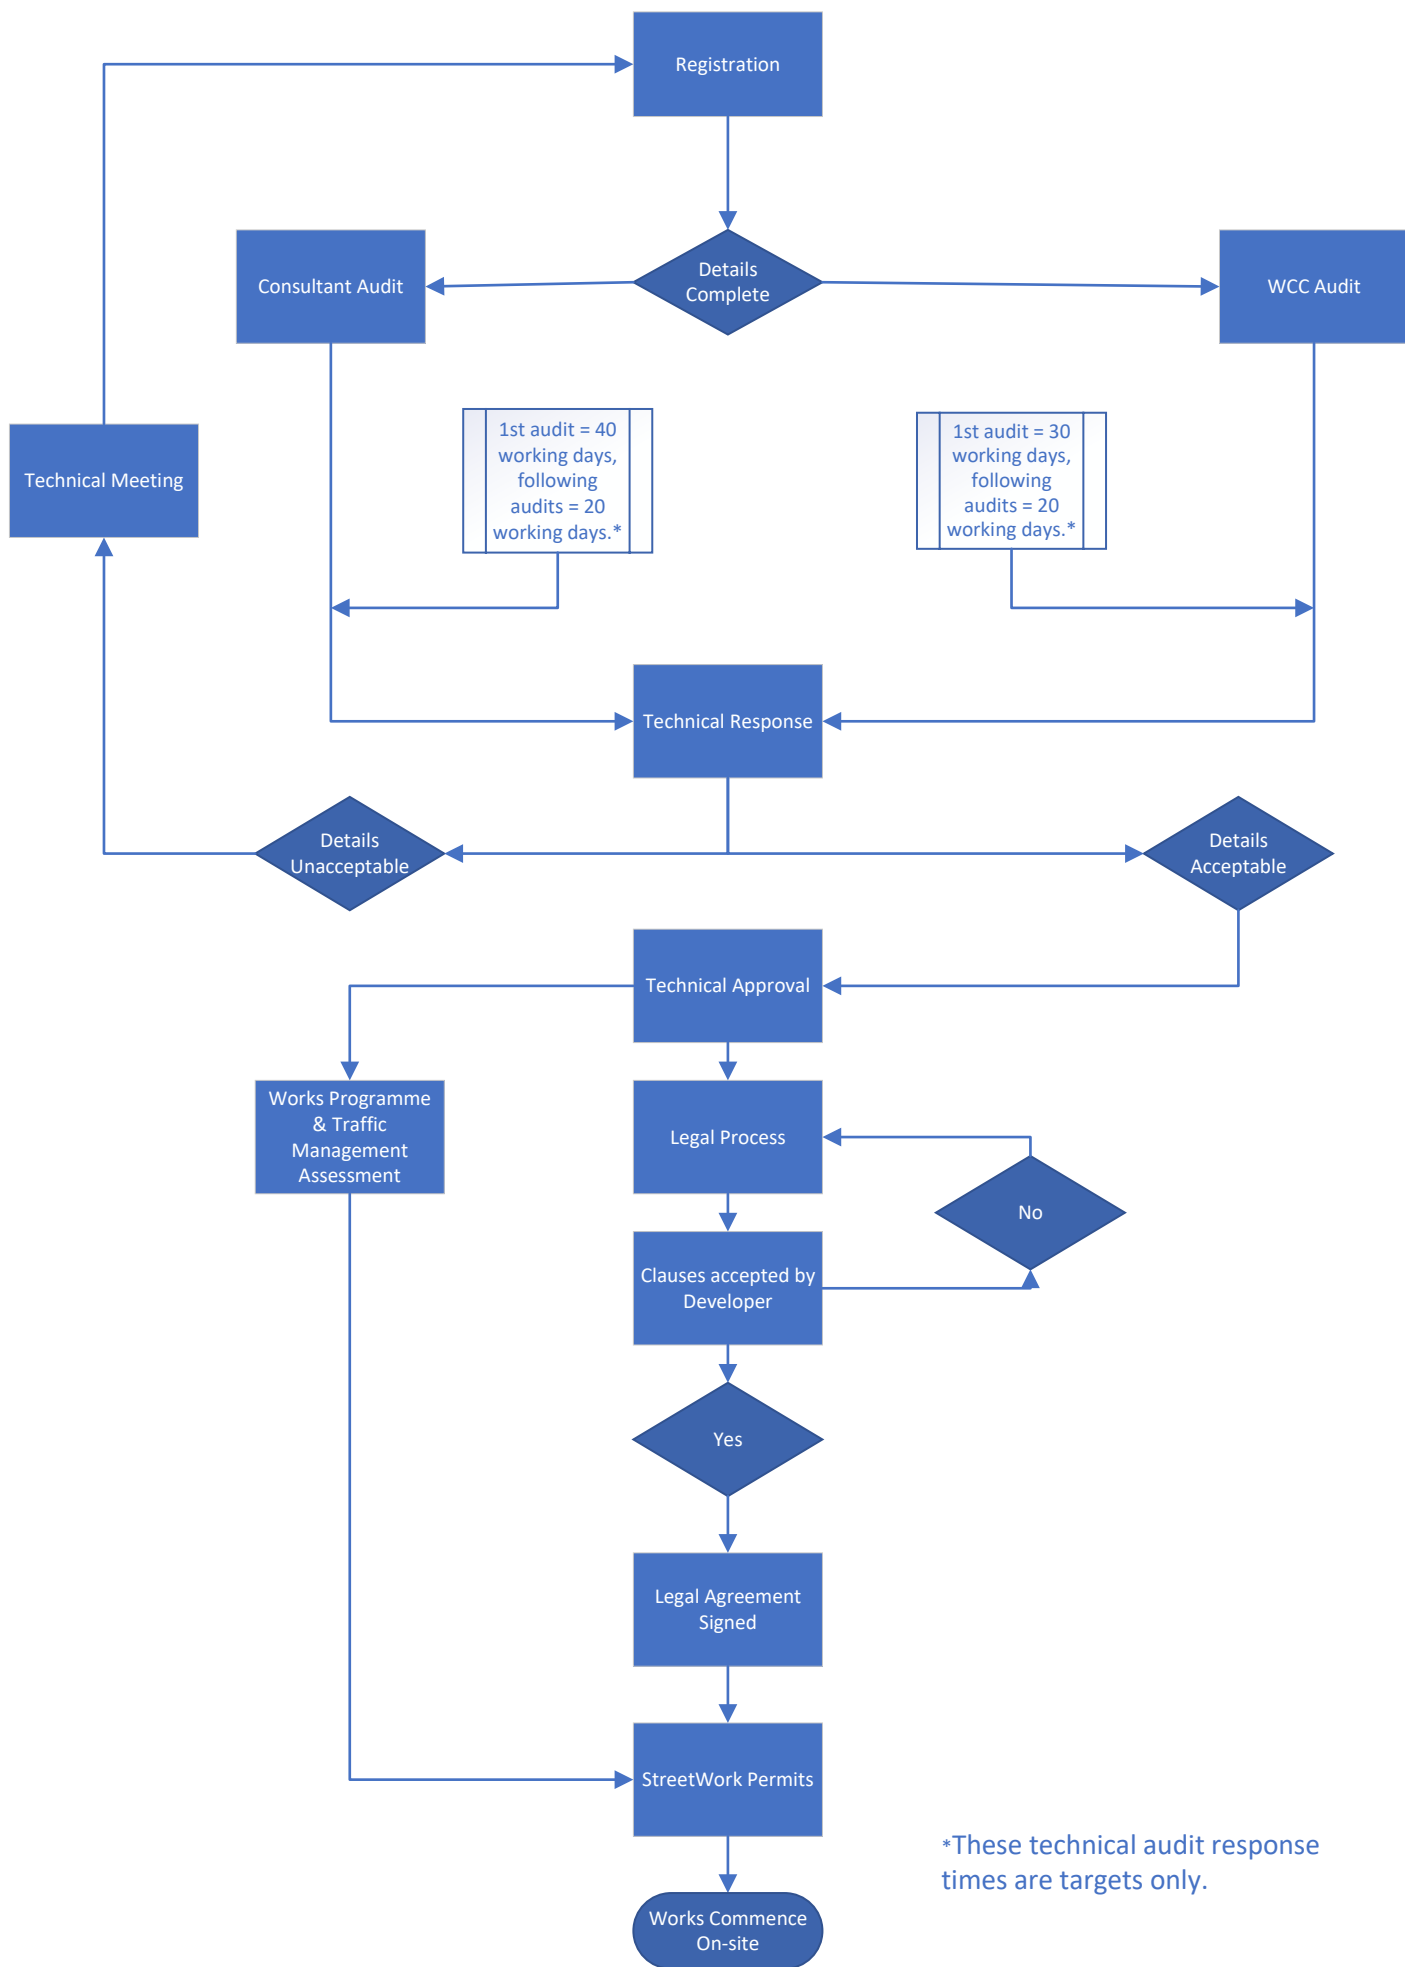 Registration
Details
Complete
Consultant Audit
WCC Audit
1st audit = 40
working days,
following
audits = 20
working days.*
1st audit = 30
working days,
following
audits = 20
working days.*
Technical Meeting
Technical Response
Details
Unacceptable
Details
Acceptable
Technical Approval
Works Programme
& Traffic
Management
Assessment
Legal Process
No
Clauses accepted by
Developer
Yes
Legal Agreement
Signed
StreetWork Permits
*These technical audit response
times are targets only.
Works Commence
On-site